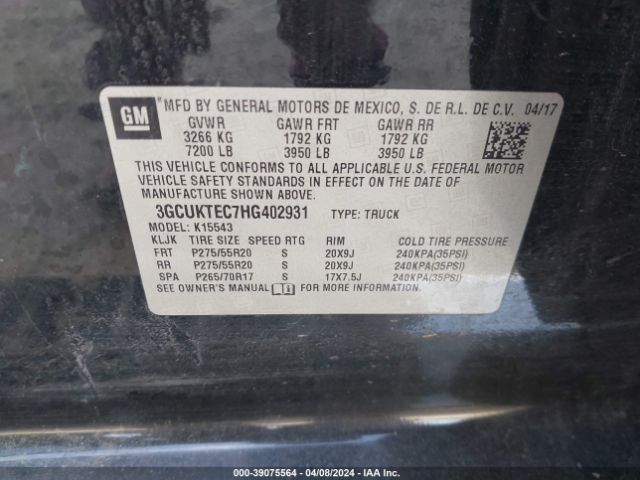 GM
*MFD BY GENERAL MOTORS DE MEXICO, S. DE R.L. DE C.V. 04/17
GVWR GAWR FRT GAWR RR
3266 KG 1792 KG 1792 KG
7200 LB 3950 LB 3950 LB
THIS VEHICLE CONFORMS TO ALL APPLICABLE U.S. FEDERAL MOTOR
VEHICLE SAFETY STANDARDS IN EFFECT ON THE DATE OF
MANUFACTURE SHOWN ABOVE.
3GCUKTEC7HG402931 TYPE: TRUCK
MODEL: K15543
KLJK TIRE SIZE SPEED RTG RIM COLD TIRE PRESSURE
FRT P275/55R20 S 20X9J 240KPA(35PSI)
RR P275/55R20 S 20X9J 240KPA(35PSI)
SPA P265/70R17 S 17X7.5J 240KPA(35PSI)
SEE OWNER'S MANUAL FOR MORE INFORMATION.
000-39075564 - 04/08/2024 - IAA Inc.